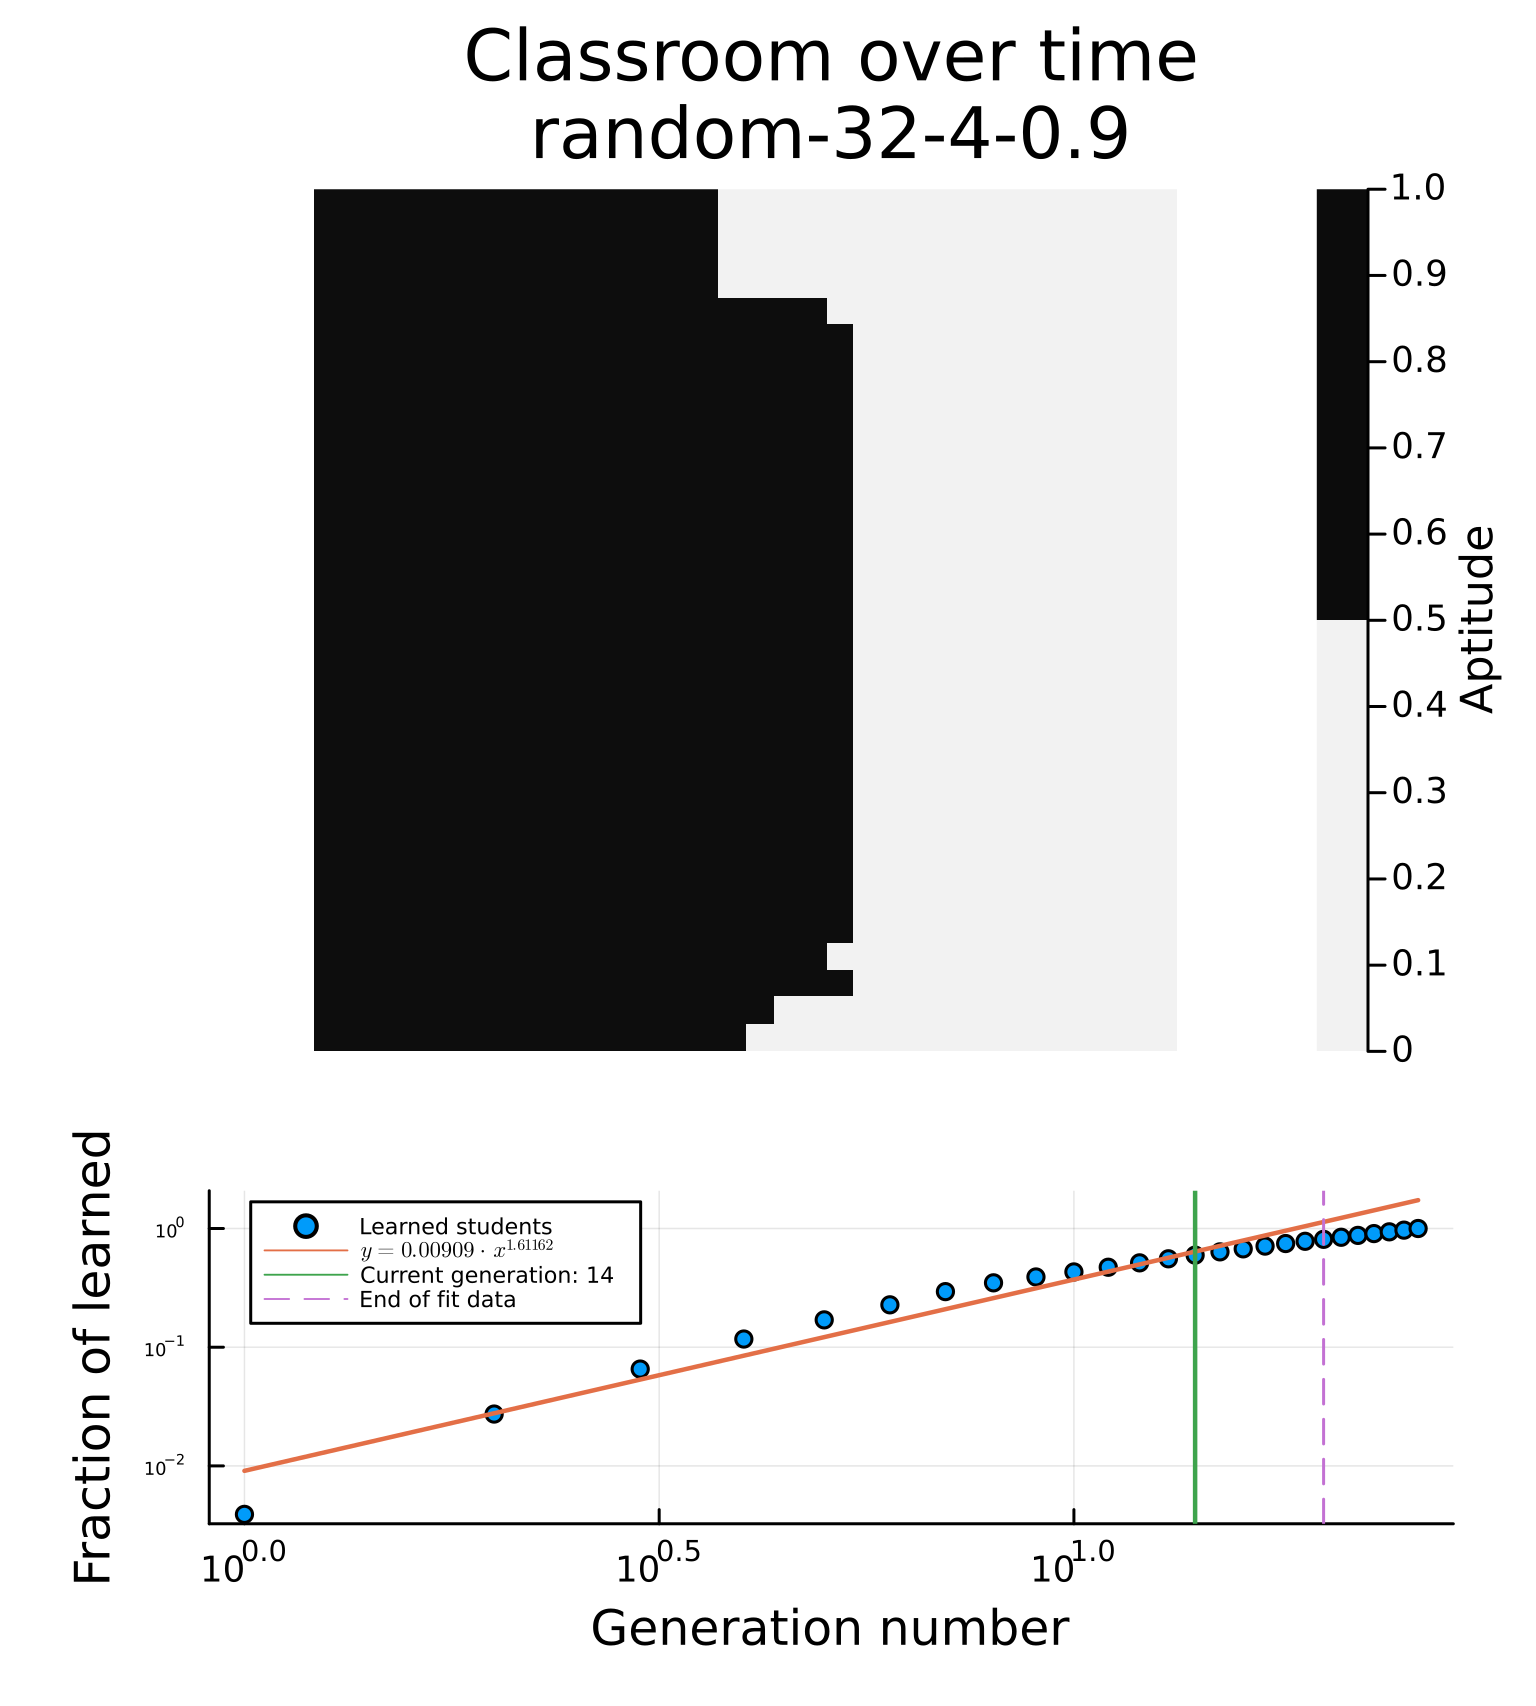 Classroom over time
random-32-4-0.9
1.0
0.9
0.8
0.7
0.6
0.5
0.4
0.3
0.2
0.1
0
Aptitude
Fraction of learned
10⁰
10⁻¹
10⁻²
Learned students
y = 0.00909 · x^1.61162
Current generation: 14
End of fit data
10^0.0
10^0.5
10^1.0
Generation number